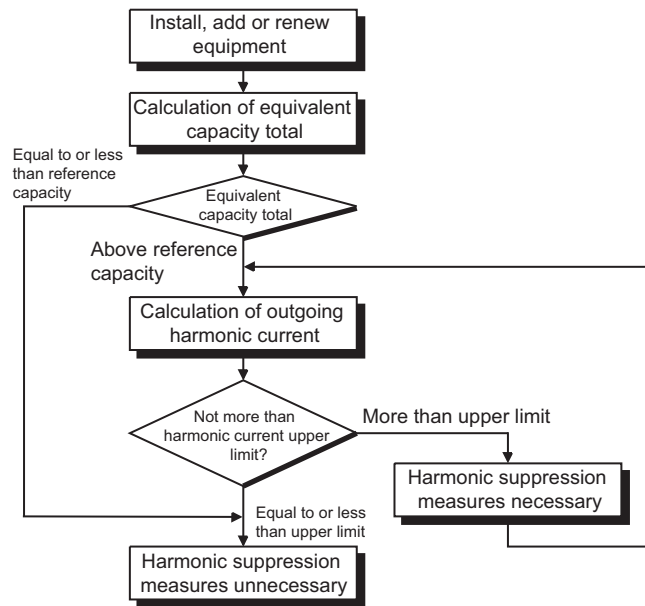 Install, add or renew
equipment
Calculation of equivalent
capacity total
Equal to or less
than reference
capacity
Equivalent
capacity total
Above reference
capacity
Calculation of outgoing
harmonic current
Not more than
harmonic current upper
limit?
More than upper limit
Harmonic suppression
measures necessary
Equal to or less
than upper limit
Harmonic suppression
measures unnecessary